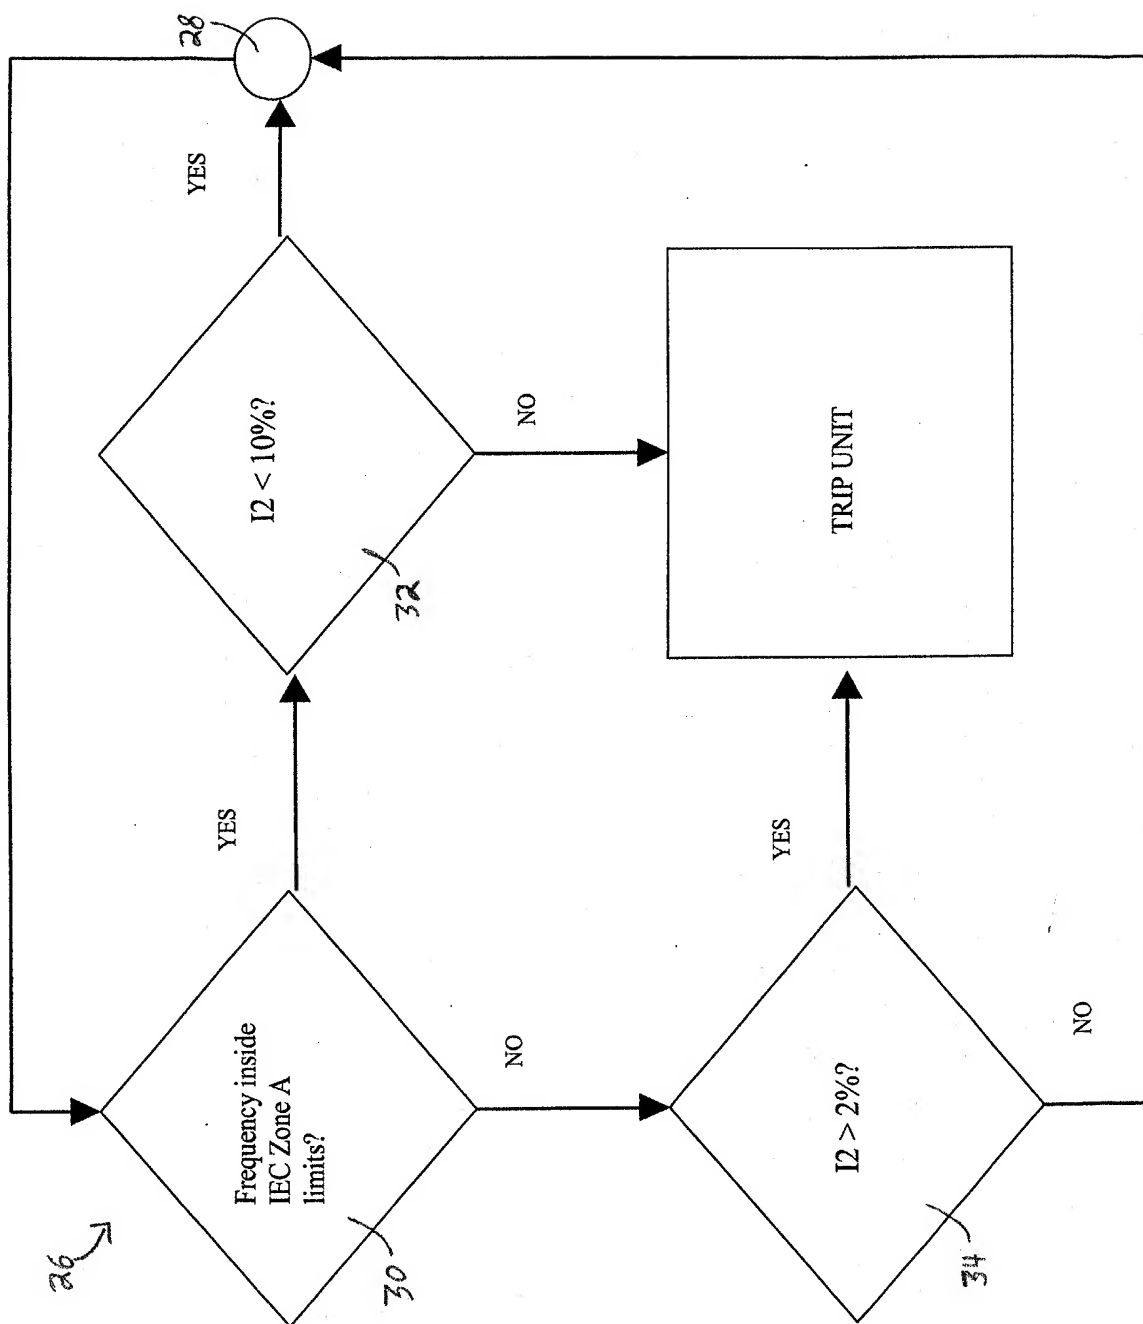 26
28
Frequency inside
IEC Zone A
limits?
30
YES
NO
I2 < 10%?
32
YES
NO
I2 > 2%?
34
YES
NO
TRIP UNIT